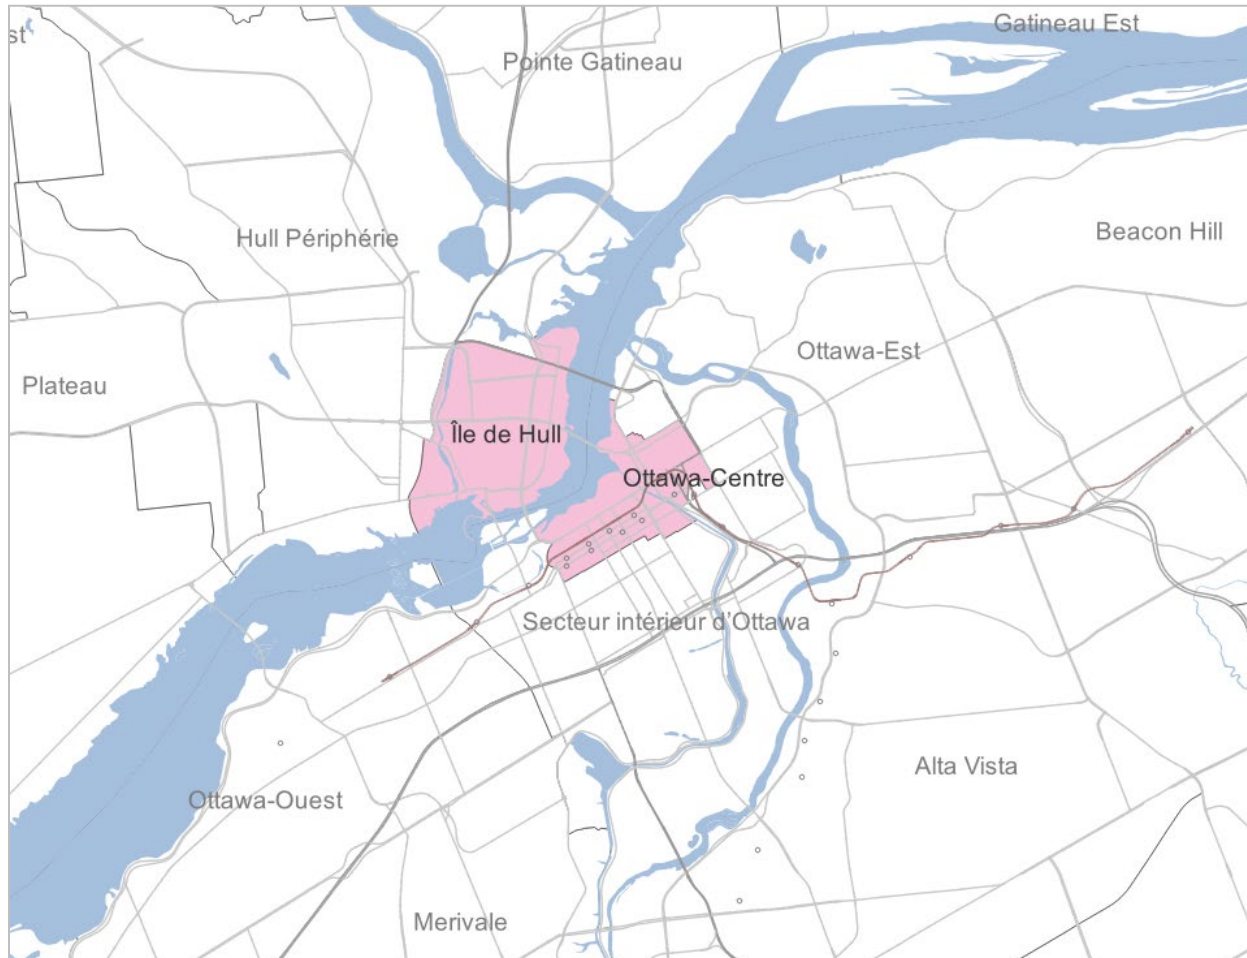 Gatineau Est
st
Pointe Gatineau
Hull Périphérie
Beacon Hill
Ottawa-Est
Plateau
Île de Hull
Ottawa-Centre
Secteur intérieur d'Ottawa
Alta Vista
Ottawa-Ouest
Merivale